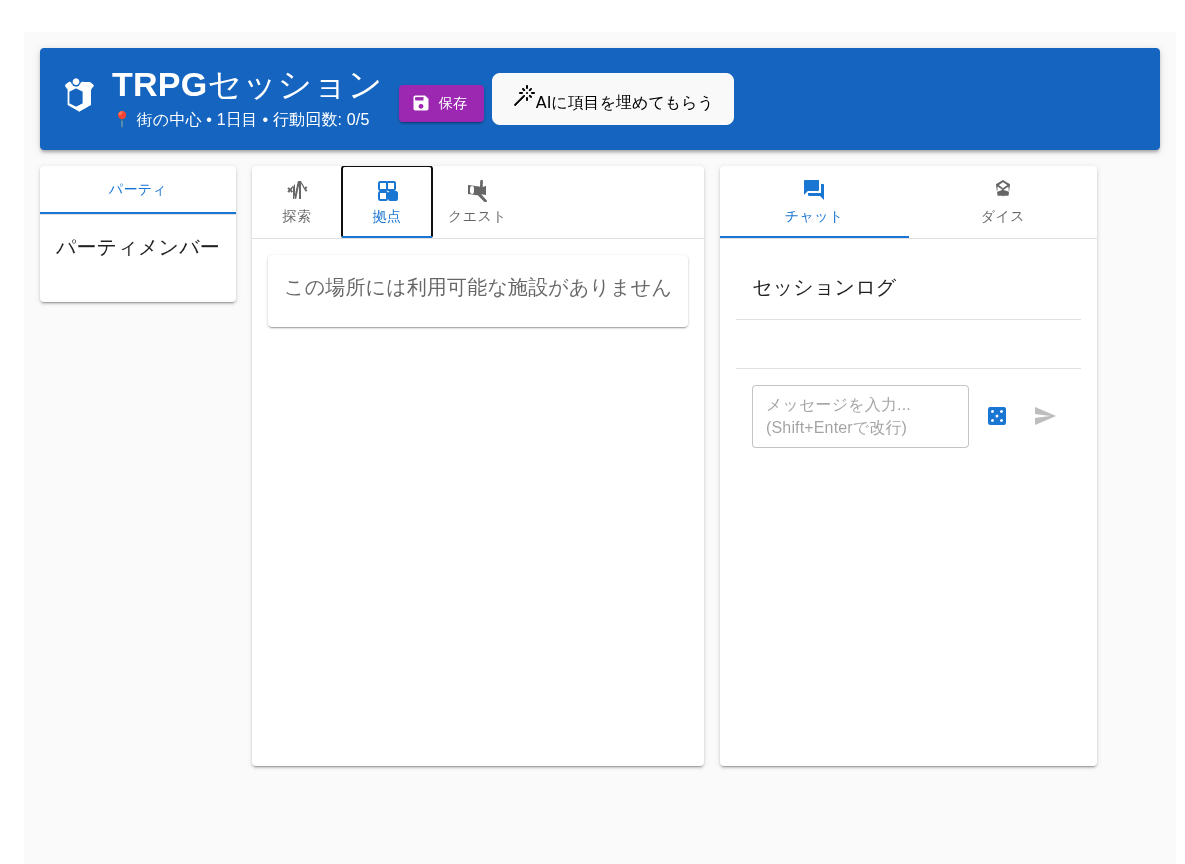 TRPGセッション
📍 街の中心 • 1日目 • 行動回数: 0/5
保存
AIに項目を埋めてもらう
パーティ
パーティメンバー
探索
拠点
クエスト
この場所には利用可能な施設がありません
チャット
ダイス
セッションログ
メッセージを入力...
(Shift+Enterで改行)